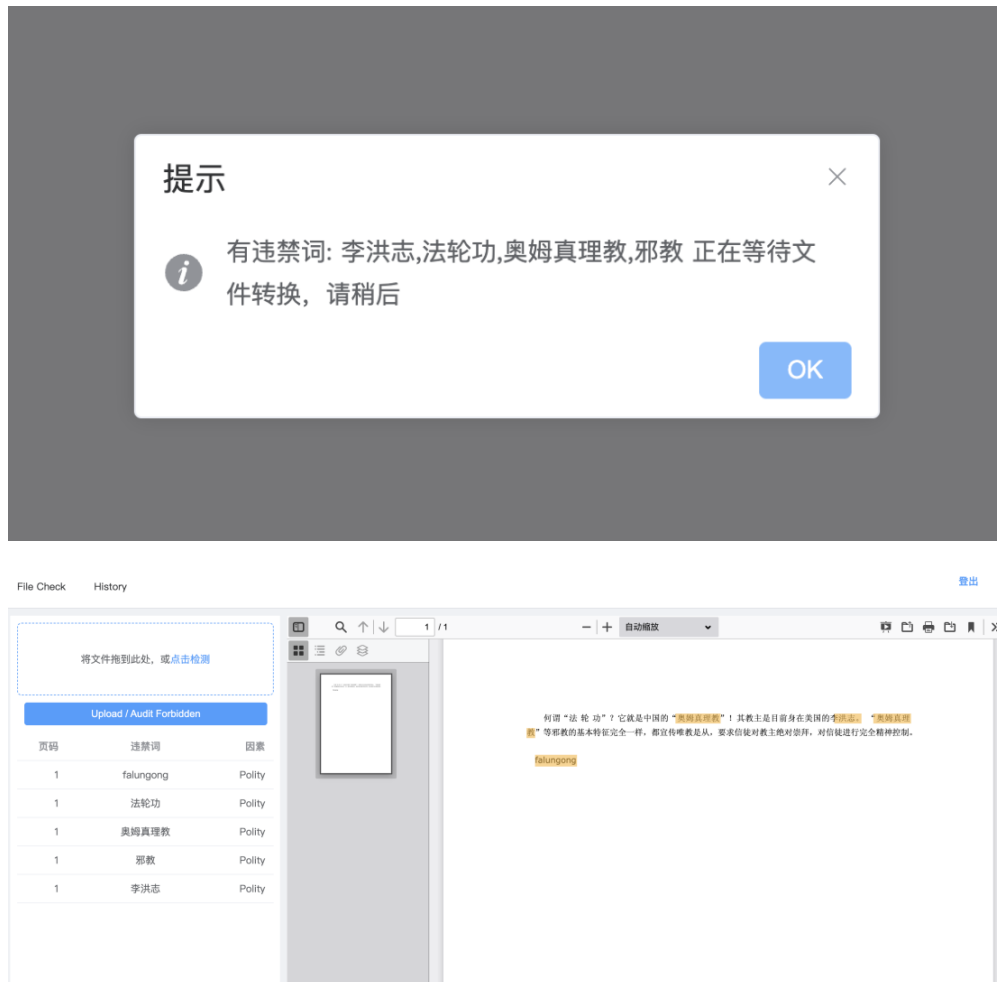 提示
有违禁词: 李洪志,法轮功,奥姆真理教,邪教 正在等待文
件转换，请稍后
OK
File Check History 登出
将文件拖到此处，或点击检测
Upload / Audit Forbidden
页码 违禁词 因素
1 falungong Polity
1 法轮功 Polity
1 奥姆真理教 Polity
1 邪教 Polity
1 李洪志 Polity
1 / 1 自动缩放
何谓“法 轮 功”？它就是中国的“奥姆真理教”！其教主是目前身在美国的李洪志。 “奥姆真理
教”等邪教的基本特征完全一样，都宣传唯教是从，要求信徒对教主绝对崇拜，对信徒进行完全精神控制。
falungong